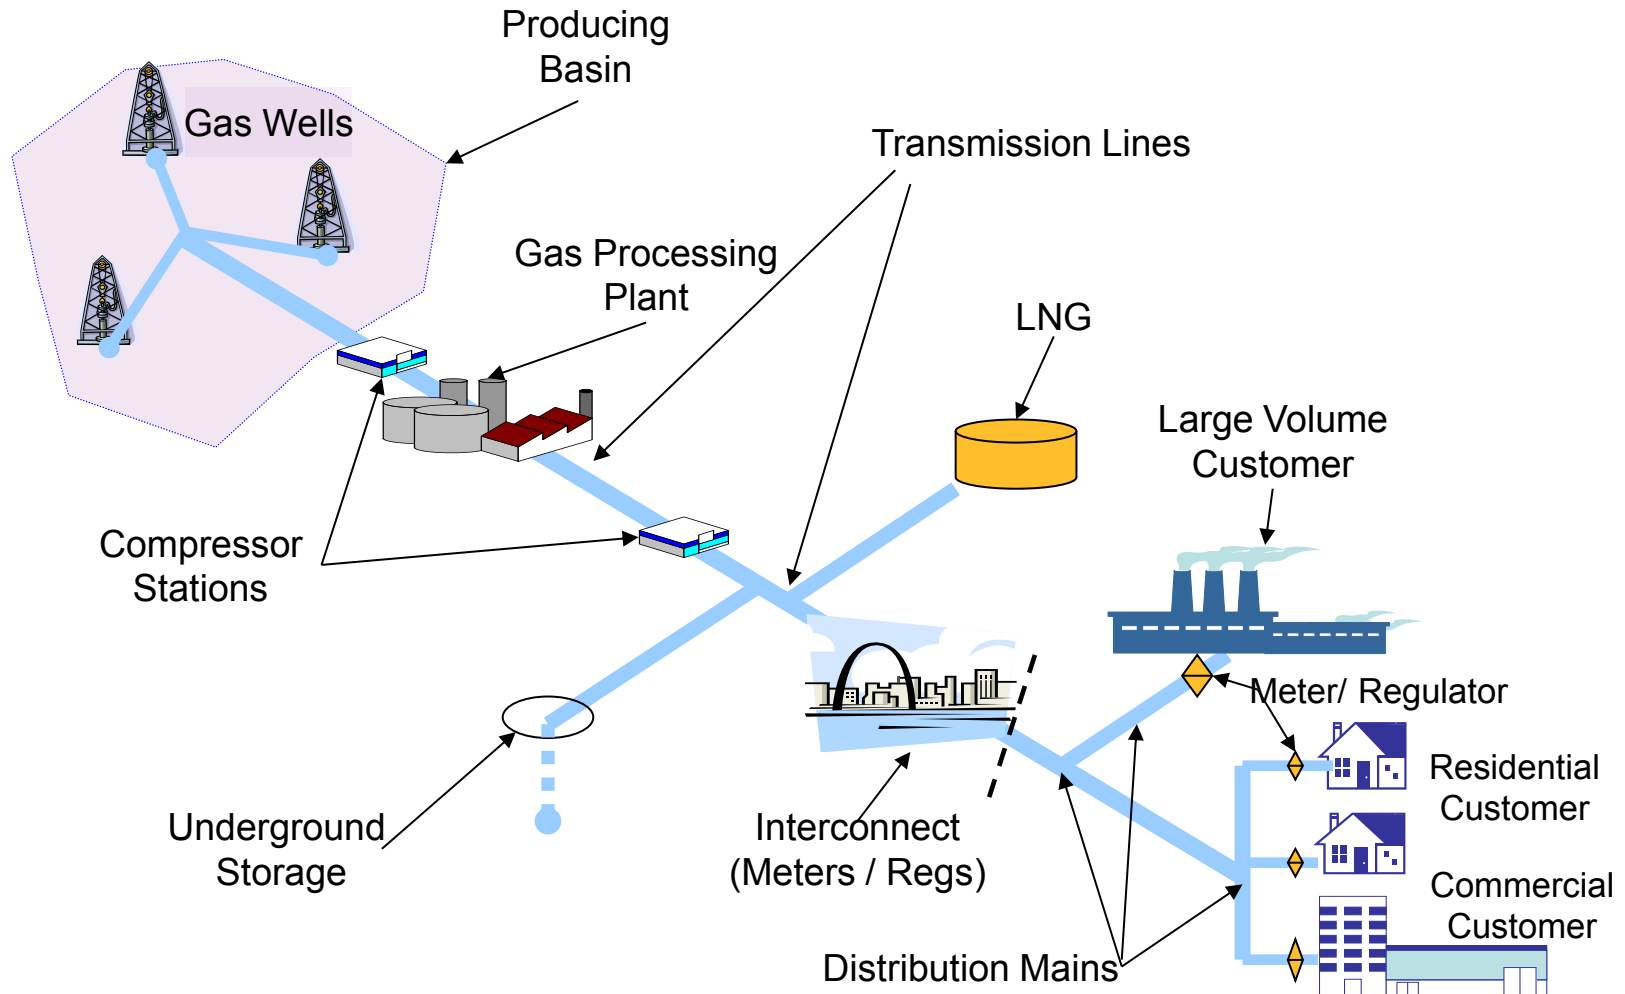 Producing
Basin
Gas Wells
Transmission Lines
Gas Processing
Plant
LNG
Large Volume
Customer
Compressor
Stations
Meter/ Regulator
Residential
Customer
Underground
Storage
Interconnect
(Meters / Regs)
Commercial
Customer
Distribution Mains